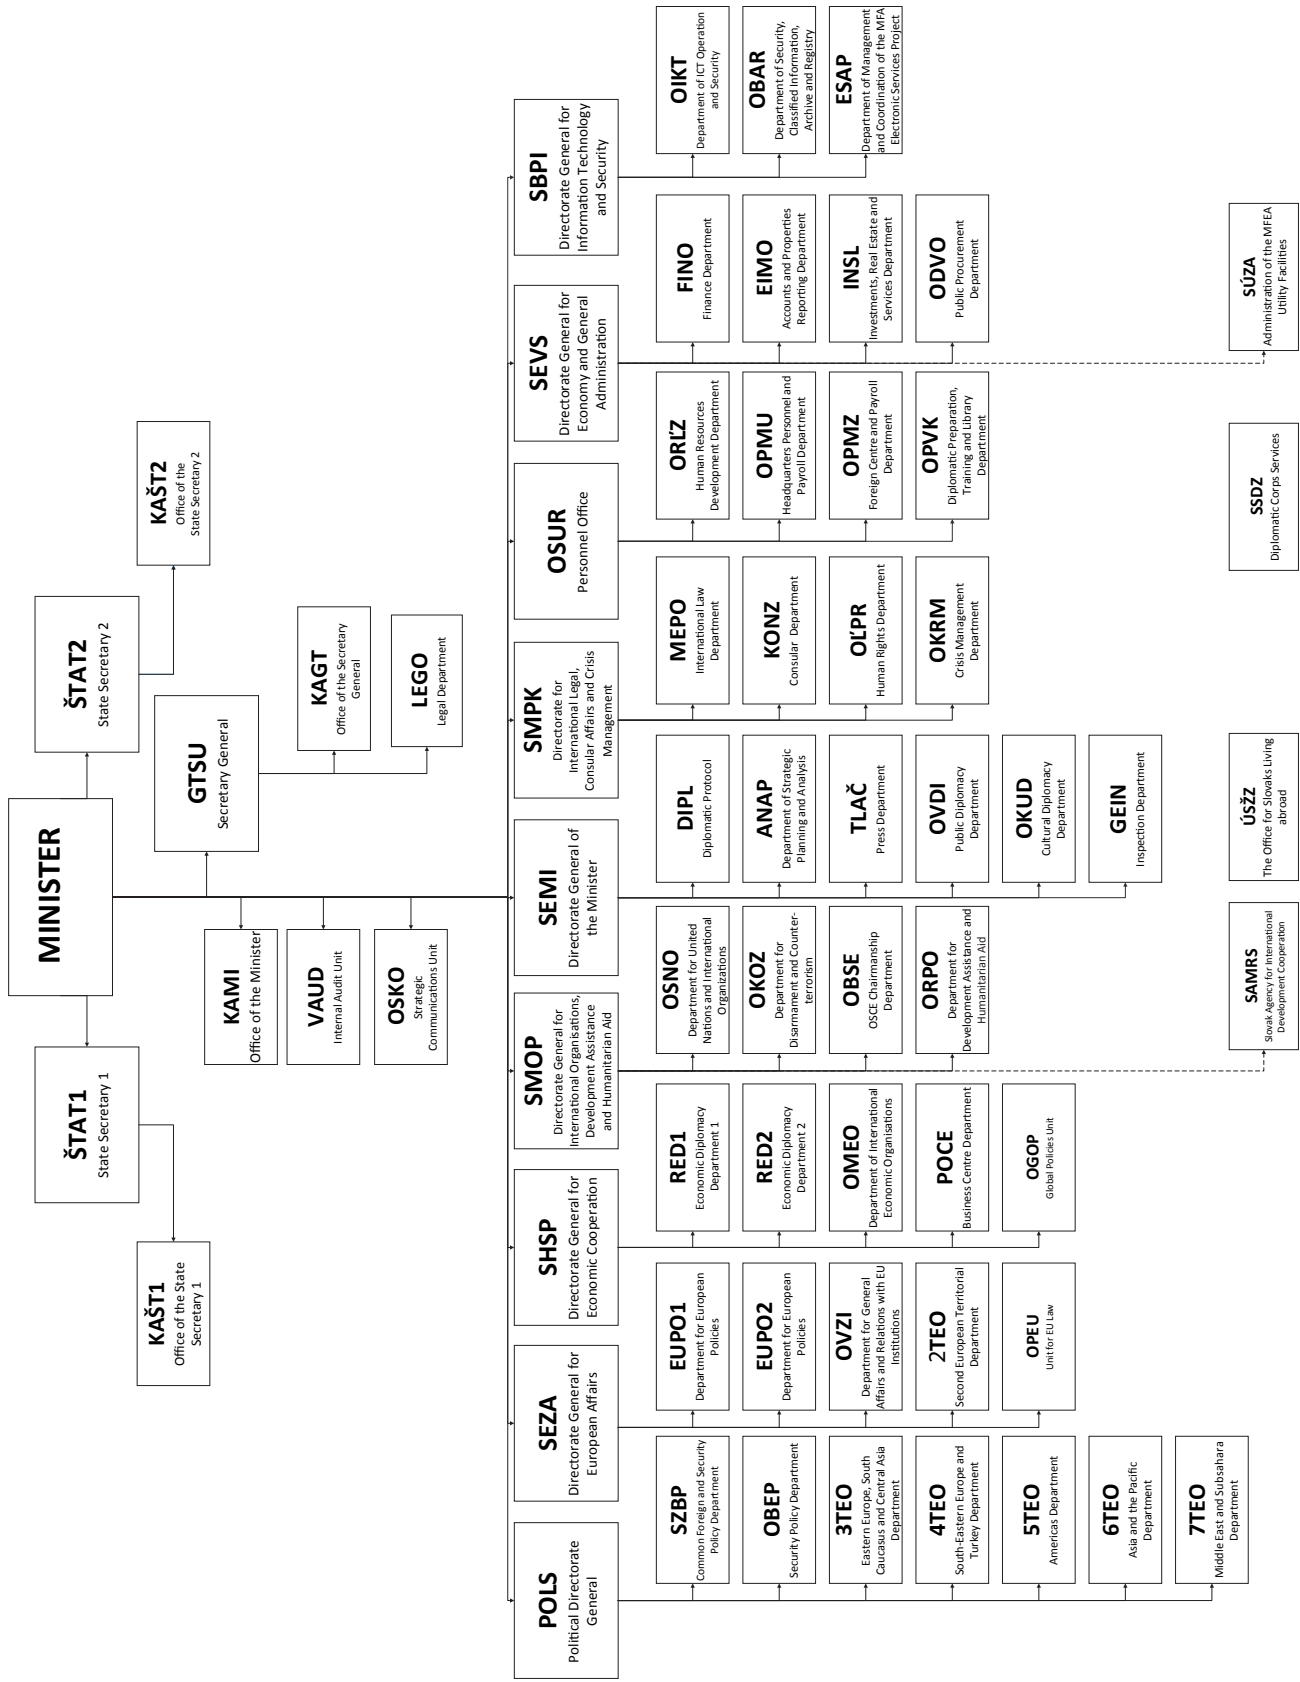 MINISTER
ŠTAT1
State Secretary 1
ŠTAT2
State Secretary 2
KAŠT1
Office of the State
Secretary 1
KAŠT2
Office of the
State Secretary 2
GTSU
Secretary General
KAMI
Office of the Minister
VAUD
Internal Audit Unit
OSKO
Strategic
Communications Unit
KAGT
Office of the Secretary
General
LEGO
Legal Department
POLS
Political Directorate
General
SEZA
Directorate General for
European Affairs
SHSP
Directorate General for
Economic Cooperation
SMOP
Directorate General for
International Organisations,
Development Assistance
and Humanitarian Aid
SEMI
Directorate General of
the Minister
SMPK
Directorate for
International Legal,
Consular Affairs and Crisis
Management
OSUR
Personnel Office
SEVS
Directorate General for
Economy and General
Administration
SBPI
Directorate General for
Information Technology
and Security
SZBP
Common Foreign and Security
Policy Department
OBEP
Security Policy Department
3TEO
Eastern Europe, South
Caucasus and Central Asia
Department
4TEO
South-Eastern Europe and
Turkey Department
5TEO
Americas Department
6TEO
Asia and the Pacific
Department
7TEO
Middle East and Subsahara
Department
EUPO1
Department for European
Policies
EUPO2
Department for European
Policies
OVZI
Department for General
Affairs and Relations with EU
Institutions
2TEO
Second European Territorial
Department
OPEU
Unit for EU Law
RED1
Economic Diplomacy
Department 1
RED2
Economic Diplomacy
Department 2
OMEO
Department of International
Economic Organisations
POCE
Business Centre Department
OGOP
Global Policies Unit
OSNO
Department for United
Nations and International
Organizations
OKOZ
Department for
Disarmament and Counter-
terrorism
OBSE
OSCE Chairmanship
Department
ORPO
Department for
Development Assistance and
Humanitarian Aid
DIPL
Diplomatic Protocol
ANAP
Department of Strategic
Planning and Analysis
TLAČ
Press Department
OVDI
Public Diplomacy
Department
OKUD
Cultural Diplomacy
Department
GEIN
Inspection Department
MEPO
International Law
Department
KONZ
Consular Department
OĽPR
Human Rights Department
OKRM
Crisis Management
Department
ORĽZ
Human Resources
Development Department
OPMU
Headquarters Personnel and
Payroll Department
OPMZ
Foreign Centre and Payroll
Department
OPVK
Diplomatic Preparation,
Training and Library
Department
FINO
Finance Department
EIMO
Accounts and Properties
Reporting Department
INSL
Investments, Real Estate and
Services Department
ODVO
Public Procurement
Department
OIKT
Department of ICT Operation
and Security
OBAR
Department of Security,
Classified Information,
Archive and Registry
ESAP
Department of Management
and Coordination of the MFA
Electronic Services Project
SAMRS
Slovak Agency for International
Development Cooperation
ÚSŽZ
The Office for Slovaks Living
abroad
SSDZ
Diplomatic Corps Services
SÚZA
Administration of the MFEA
Utility Facilities